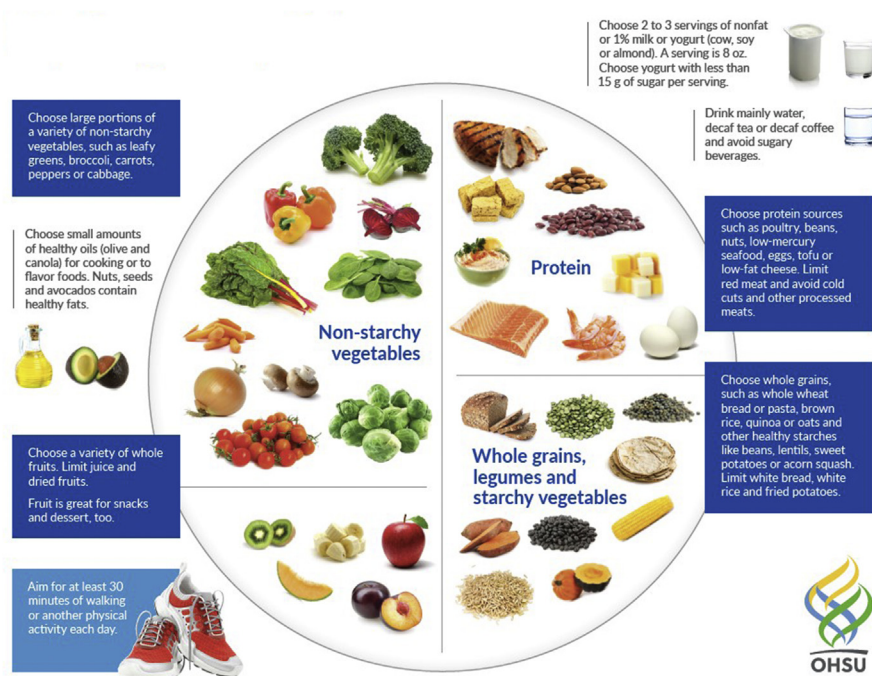 Choose 2 to 3 servings of nonfat
or 1% milk or yogurt (cow, soy
or almond). A serving is 8 oz.
Choose yogurt with less than
15 g of sugar per serving.
Drink mainly water,
decaf tea or decaf coffee
and avoid sugary
beverages.
Choose large portions of
a variety of non-starchy
vegetables, such as leafy
greens, broccoli, carrots,
peppers or cabbage.
Choose small amounts
of healthy oils (olive and
canola) for cooking or to
flavor foods. Nuts, seeds
and avocados contain
healthy fats.
Non-starchy
vegetables
Protein
Choose protein sources
such as poultry, beans,
nuts, low-mercury
seafood, eggs, tofu or
low-fat cheese. Limit
red meat and avoid cold
cuts and other processed
meats.
Whole grains,
legumes and
starchy vegetables
Choose whole grains,
such as whole wheat
bread or pasta, brown
rice, quinoa or oats and
other healthy starches
like beans, lentils, sweet
potatoes or acorn squash.
Limit white bread, white
rice and fried potatoes.
Choose a variety of whole
fruits. Limit juice and
dried fruits.
Fruit is great for snacks
and dessert, too.
Aim for at least 30
minutes of walking
or another physical
activity each day.
OHSU